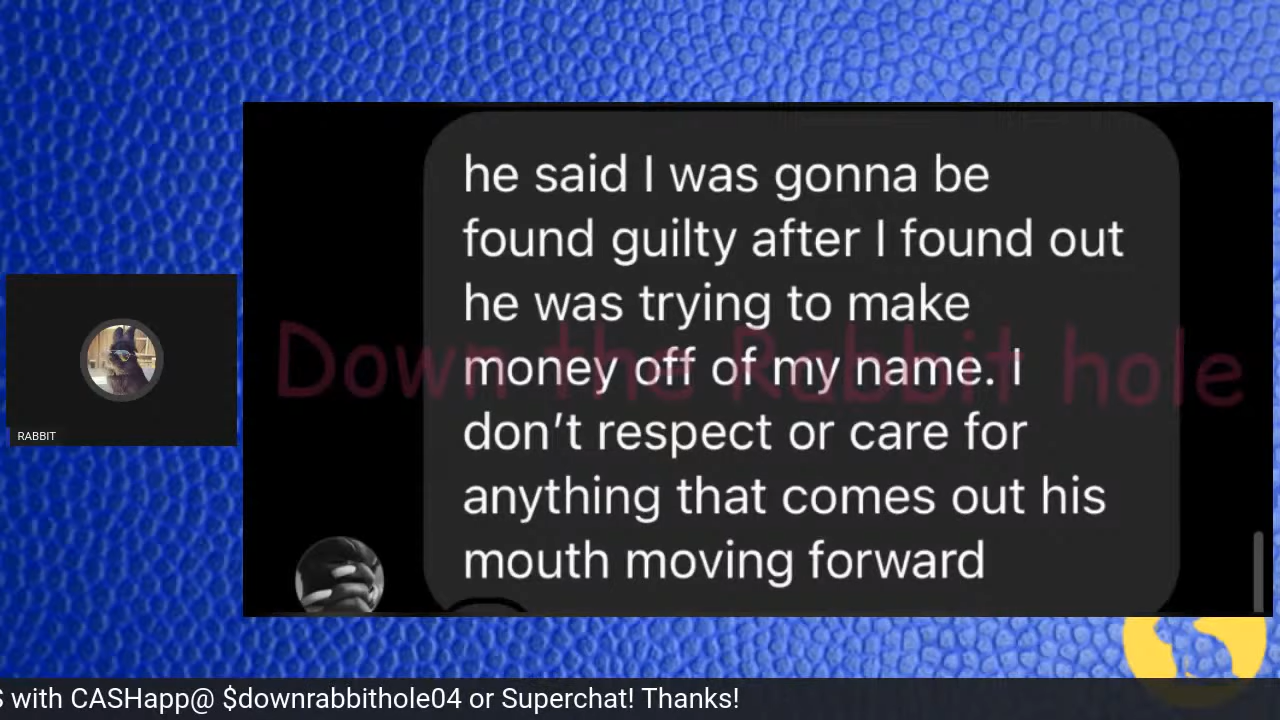 he said I was gonna be
found guilty after I found out
he was trying to make
money off of my name. I
don’t respect or care for
anything that comes out his
mouth moving forward
Down the Rabbit hole
RABBIT
S with CASHapp@ $downrabbithole04 or Superchat! Thanks!